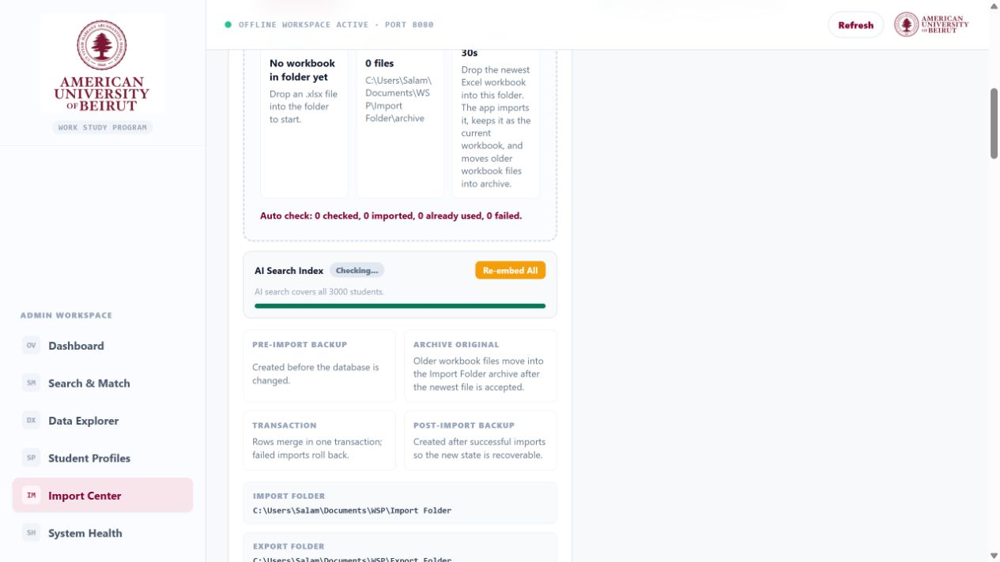 AMERICAN
UNIVERSITY
OF BEIRUT
WORK STUDY PROGRAM
ADMIN WORKSPACE
OV Dashboard
SM Search & Match
DX Data Explorer
SP Student Profiles
IM Import Center
SH System Health
OFFLINE WORKSPACE ACTIVE · PORT 8080
Refresh
AMERICAN
UNIVERSITY
OF BEIRUT
No workbook
in folder yet
Drop an .xlsx file
into the folder
to start.
0 files
C:\Users\Salam\
Documents\WS
P\Import
Folder\archive
30s
Drop the newest
Excel workbook
into this folder.
The app imports
it, keeps it as the
current
workbook, and
moves older
workbook files
into archive.
Auto check: 0 checked, 0 imported, 0 already used, 0 failed.
AI Search Index Checking...
Re-embed All
AI search covers all 3000 students.
PRE-IMPORT BACKUP
Created before the database is
changed.
ARCHIVE ORIGINAL
Older workbook files move into
the Import Folder archive after
the newest file is accepted.
TRANSACTION
Rows merge in one transaction;
failed imports roll back.
POST-IMPORT BACKUP
Created after successful imports
so the new state is recoverable.
IMPORT FOLDER
C:\Users\Salam\Documents\WSP\Import Folder
EXPORT FOLDER
C:\Users\Salam\Documents\WSP\Export Folder